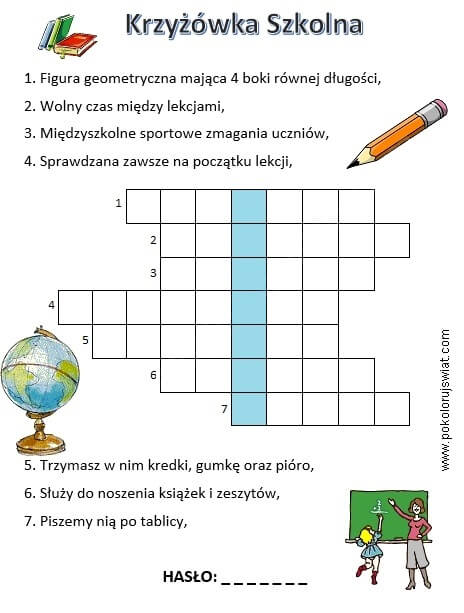 Krzyżówka Szkolna
1. Figura geometryczna mająca 4 boki równej długości,
2. Wolny czas między lekcjami,
3. Międzyszkolne sportowe zmagania uczniów,
4. Sprawdzana zawsze na początku lekcji,
1
2
3
4
5
6
7
www.pokolorujswiat.com
5. Trzymasz w nim kredki, gumkę oraz pióro,
6. Służy do noszenia książek i zeszytów,
7. Piszemy nią po tablicy,
HASŁO: _ _ _ _ _ _ _